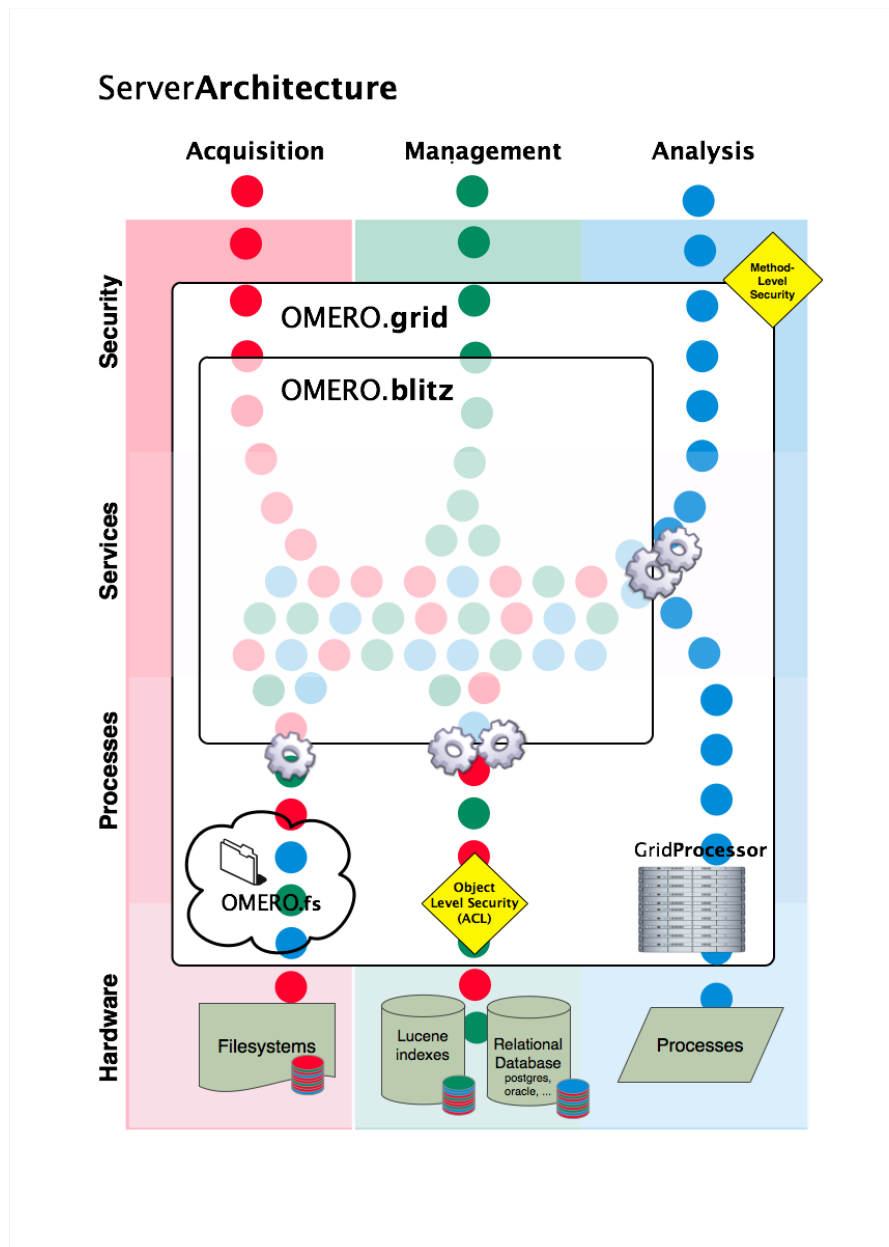 ServerArchitecture
Acquisition
Management
Analysis
Security
Method-
Level
Security
OMERO.grid
OMERO.blitz
Services
Processes
GridProcessor
OMERO.fs
Object
Level Security
(ACL)
Hardware
Filesystems
Lucene
indexes
Relational
Database
postgres,
oracle, ...
Processes